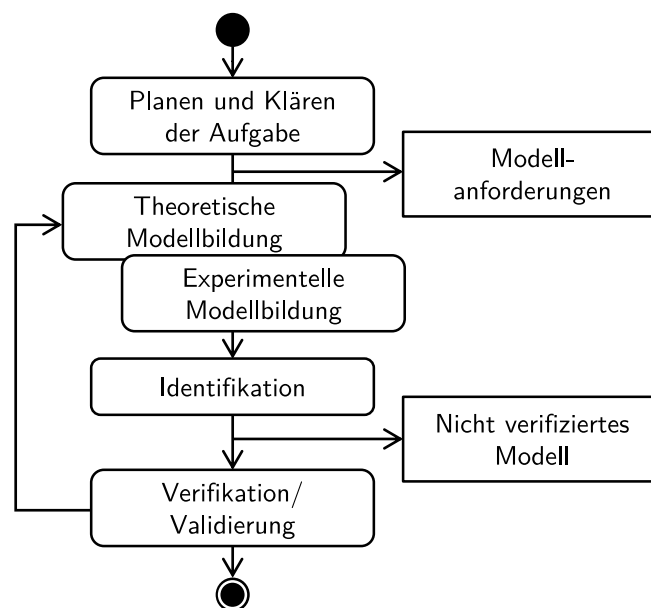 Planen und Klären
der Aufgabe
Modell-
anforderungen
Theoretische
Modellbildung
Experimentelle
Modellbildung
Identifikation
Nicht verifiziertes
Modell
Verifikation/
Validierung